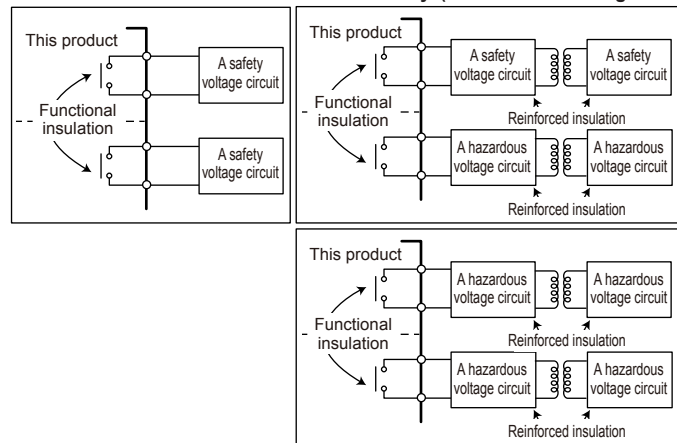 This product
A safety
voltage circuit
Functional
insulation
A safety
voltage circuit
This product
A safety
voltage circuit
A safety
voltage circuit
Reinforced insulation
Functional
insulation
A hazardous
voltage circuit
A hazardous
voltage circuit
Reinforced insulation
This product
A hazardous
voltage circuit
A hazardous
voltage circuit
Reinforced insulation
Functional
insulation
A hazardous
voltage circuit
A hazardous
voltage circuit
Reinforced insulation